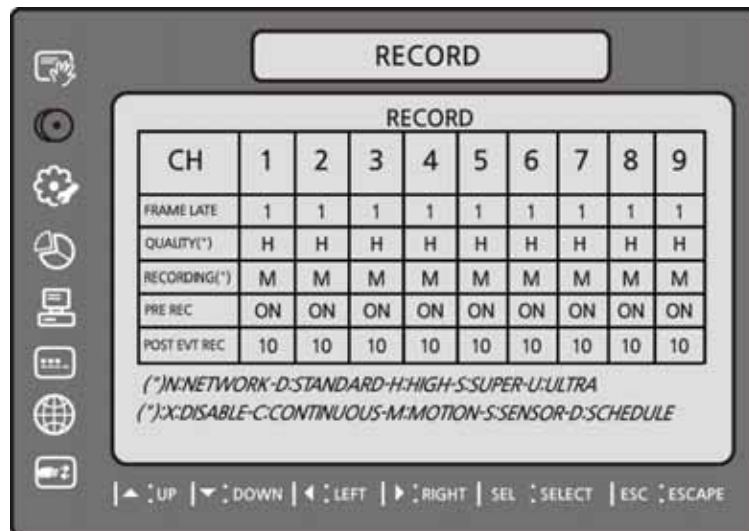 RECORD
RECORD
CH 1 2 3 4 5 6 7 8 9
FRAME LATE 1 1 1 1 1 1 1 1 1
QUALITY(*) H H H H H H H H H
RECORDING(*) M M M M M M M M M
PRE REC ON ON ON ON ON ON ON ON ON
POST EVT REC 10 10 10 10 10 10 10 10 10
(*)N:NETWORK-D:STANDARD-H:HIGH-S:SUPER-U:ULTRA
(*):X:DISABLE-C:CONTINUOUS-M:MOTION-S:SENSOR-D:SCHEDULE
▲ : UP ▼ : DOWN ◀ : LEFT ▶ : RIGHT SEL : SELECT ESC : ESCAPE